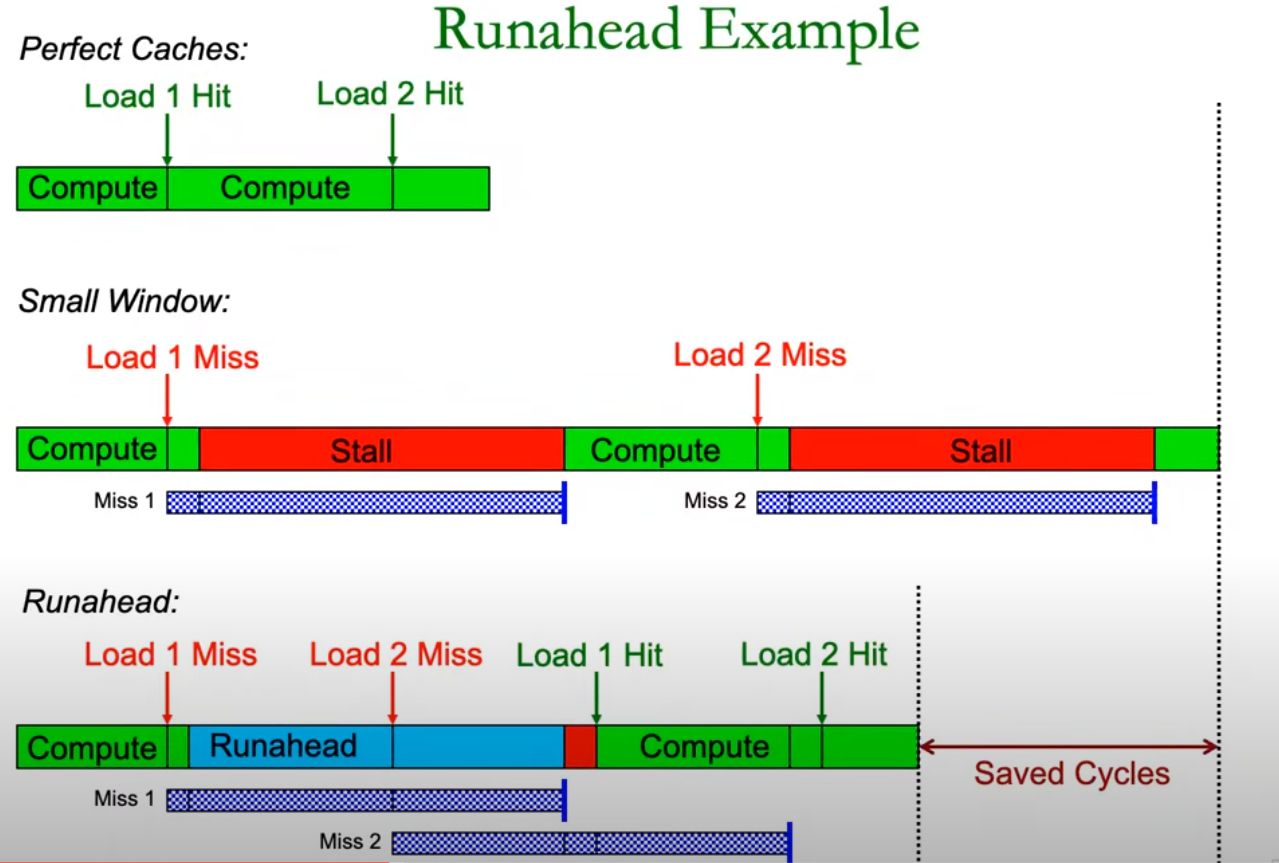 Runahead Example
Perfect Caches:
Load 1 Hit Load 2 Hit
Compute Compute
Small Window:
Load 1 Miss Load 2 Miss
Compute Stall Compute Stall
Miss 1 Miss 2
Runahead:
Load 1 Miss Load 2 Miss Load 1 Hit Load 2 Hit
Compute Runahead Compute
Saved Cycles
Miss 1
Miss 2